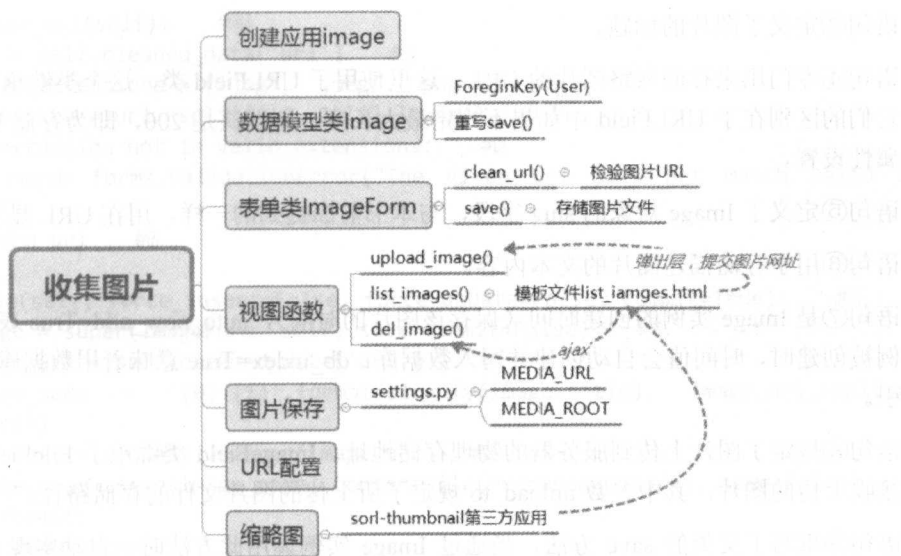 创建应用image
数据模型类Image
ForeginKey(User)
重写save()
表单类ImageForm
clean_url()
检验图片URL
save()
存储图片文件
收集图片
视图函数
upload_image()
弹出层，提交图片网址
list_images()
模板文件list_iamges.html
del_image()
ajax
图片保存
settings.py
MEDIA_URL
MEDIA_ROOT
URL配置
缩略图
sorl-thumbnail第三方应用